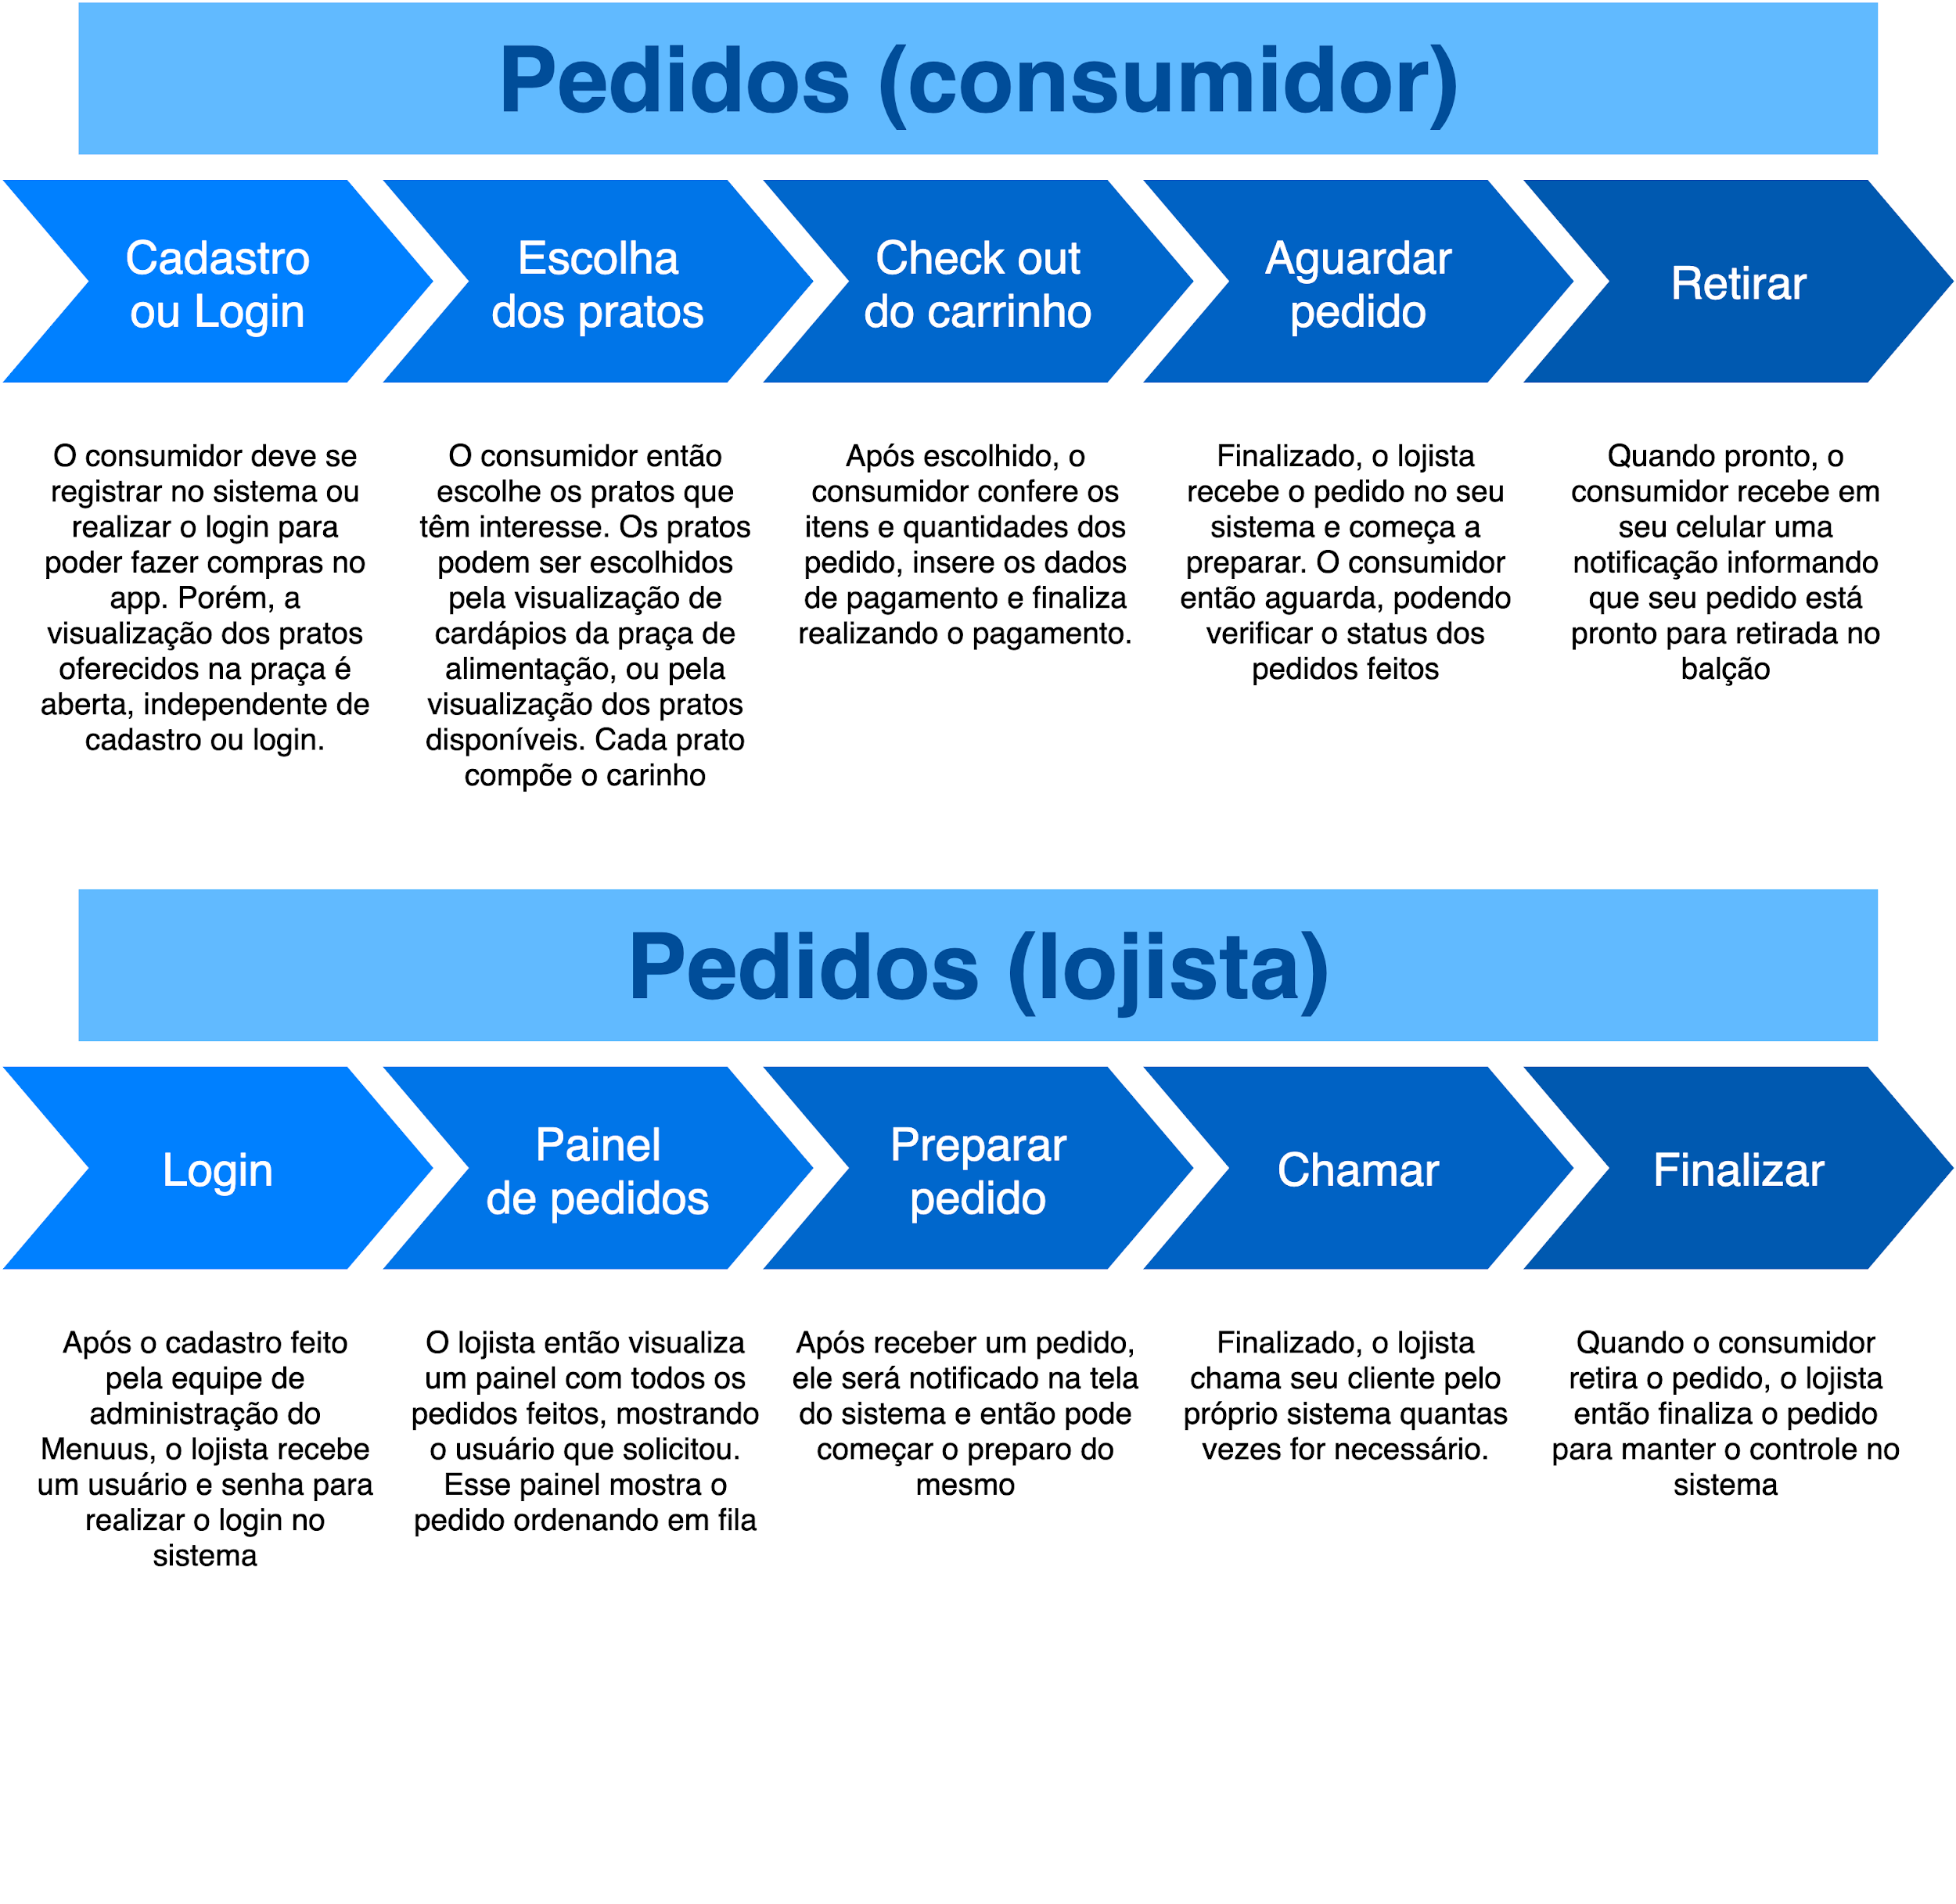 Pedidos (consumidor)
Cadastro
ou Login
Escolha
dos pratos
Check out
do carrinho
Aguardar
pedido
Retirar
O consumidor deve se
registrar no sistema ou
realizar o login para
poder fazer compras no
app. Porém, a
visualização dos pratos
oferecidos na praça é
aberta, independente de
cadastro ou login.
O consumidor então
escolhe os pratos que
têm interesse. Os pratos
podem ser escolhidos
pela visualização de
cardápios da praça de
alimentação, ou pela
visualização dos pratos
disponíveis. Cada prato
compõe o carinho
Após escolhido, o
consumidor confere os
itens e quantidades dos
pedido, insere os dados
de pagamento e finaliza
realizando o pagamento.
Finalizado, o lojista
recebe o pedido no seu
sistema e começa a
preparar. O consumidor
então aguarda, podendo
verificar o status dos
pedidos feitos
Quando pronto, o
consumidor recebe em
seu celular uma
notificação informando
que seu pedido está
pronto para retirada no
balção
Pedidos (lojista)
Login
Painel
de pedidos
Preparar
pedido
Chamar
Finalizar
Após o cadastro feito
pela equipe de
administração do
Menuus, o lojista recebe
um usuário e senha para
realizar o login no
sistema
O lojista então visualiza
um painel com todos os
pedidos feitos, mostrando
o usuário que solicitou.
Esse painel mostra o
pedido ordenando em fila
Após receber um pedido,
ele será notificado na tela
do sistema e então pode
começar o preparo do
mesmo
Finalizado, o lojista
chama seu cliente pelo
próprio sistema quantas
vezes for necessário.
Quando o consumidor
retira o pedido, o lojista
então finaliza o pedido
para manter o controle no
sistema